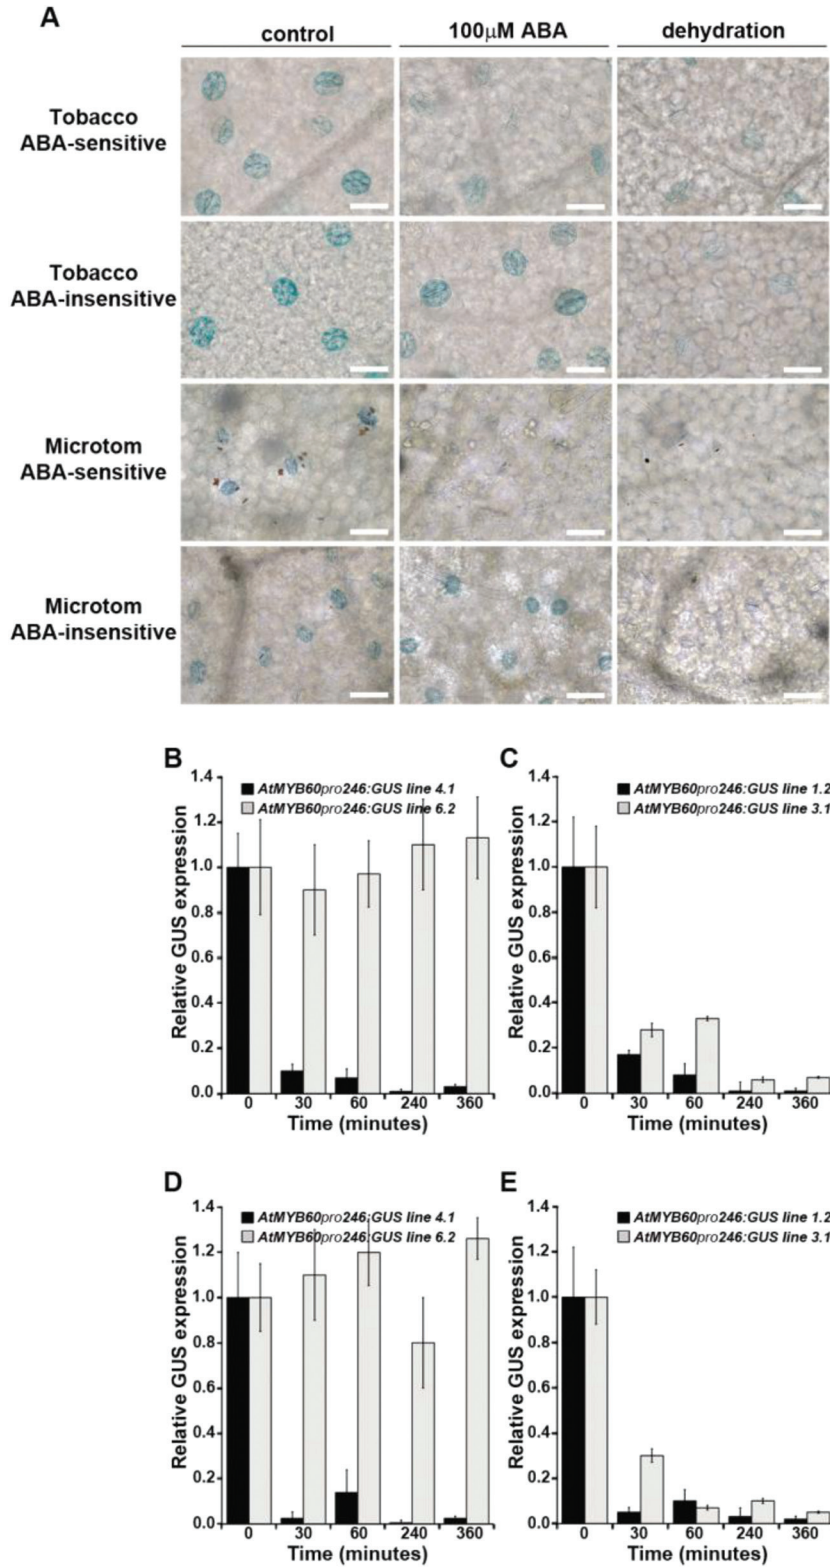 A
control
100µM ABA
dehydration
Tobacco
ABA-sensitive
Tobacco
ABA-insensitive
Microtom
ABA-sensitive
Microtom
ABA-insensitive
B
AtMYB60pro246:GUS line 4.1
AtMYB60pro246:GUS line 6.2
Relative GUS expression
1.4
1.2
1.0
0.8
0.6
0.4
0.2
0.0
0 30 60 240 360
Time (minutes)
C
AtMYB60pro246:GUS line 1.2
AtMYB60pro246:GUS line 3.1
Relative GUS expression
1.4
1.2
1.0
0.8
0.6
0.4
0.2
0.0
0 30 60 240 360
Time (minutes)
D
AtMYB60pro246:GUS line 4.1
AtMYB60pro246:GUS line 6.2
Relative GUS expression
1.4
1.2
1.0
0.8
0.6
0.4
0.2
0.0
0 30 60 240 360
Time (minutes)
E
AtMYB60pro246:GUS line 1.2
AtMYB60pro246:GUS line 3.1
Relative GUS expression
1.4
1.2
1.0
0.8
0.6
0.4
0.2
0.0
0 30 60 240 360
Time (minutes)